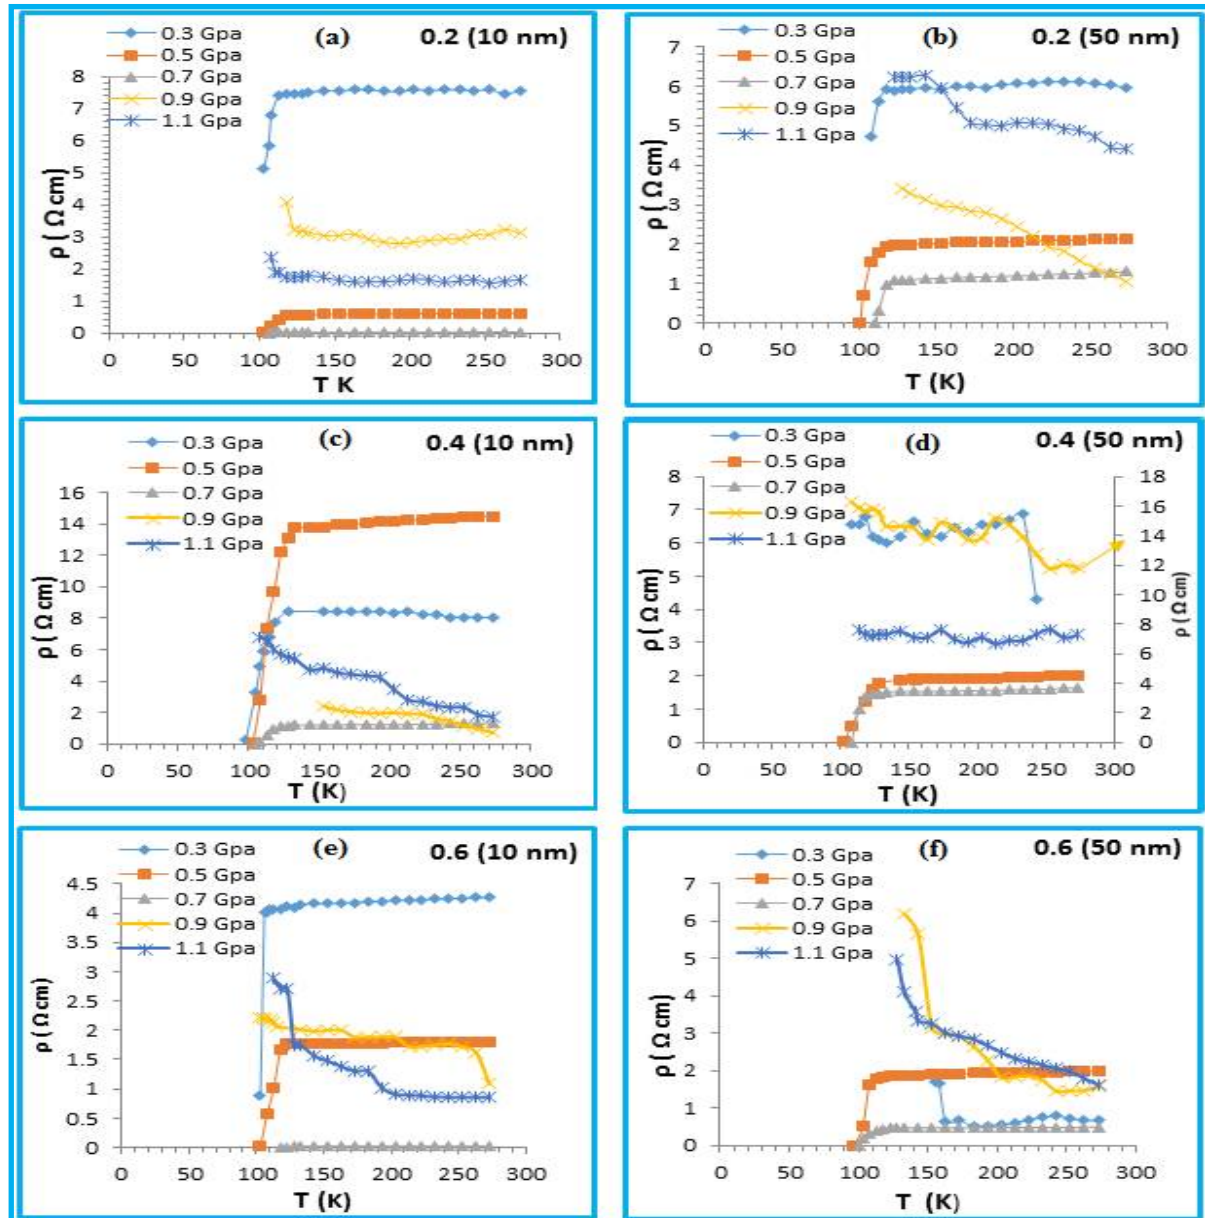 (a)
0.2 (10 nm)
0.3 Gpa
0.5 Gpa
0.7 Gpa
0.9 Gpa
1.1 Gpa
8
7
6
5
4
3
2
1
0
ρ ( Ω cm)
0 50 100 150 200 250 300
T K
(b)
0.2 (50 nm)
0.3 Gpa
0.5 Gpa
0.7 Gpa
0.9 Gpa
1.1 Gpa
7
6
5
4
3
2
1
0
ρ ( Ω cm)
0 50 100 150 200 250 300
T (K)
(c)
0.4 (10 nm)
0.3 Gpa
0.5 Gpa
0.7 Gpa
0.9 Gpa
1.1 Gpa
16
14
12
10
8
6
4
2
0
ρ ( Ω cm)
0 50 100 150 200 250 300
T (K)
(d)
0.4 (50 nm)
0.3 Gpa
0.5 Gpa
0.7 Gpa
0.9 Gpa
1.1 Gpa
8
7
6
5
4
3
2
1
0
ρ ( Ω cm)
18
16
14
12
10
8
6
4
2
0
ρ ( Ω cm)
0 50 100 150 200 250 300
T (K)
(e)
0.6 (10 nm)
0.3 Gpa
0.5 Gpa
0.7 Gpa
0.9 Gpa
1.1 Gpa
4.5
4
3.5
3
2.5
2
1.5
1
0.5
0
ρ ( Ω cm)
0 50 100 150 200 250 300
T (K)
(f)
0.6 (50 nm)
0.3 Gpa
0.5 Gpa
0.7 Gpa
0.9 Gpa
1.1 Gpa
7
6
5
4
3
2
1
0
ρ ( Ω cm)
0 50 100 150 200 250 300
T (K)